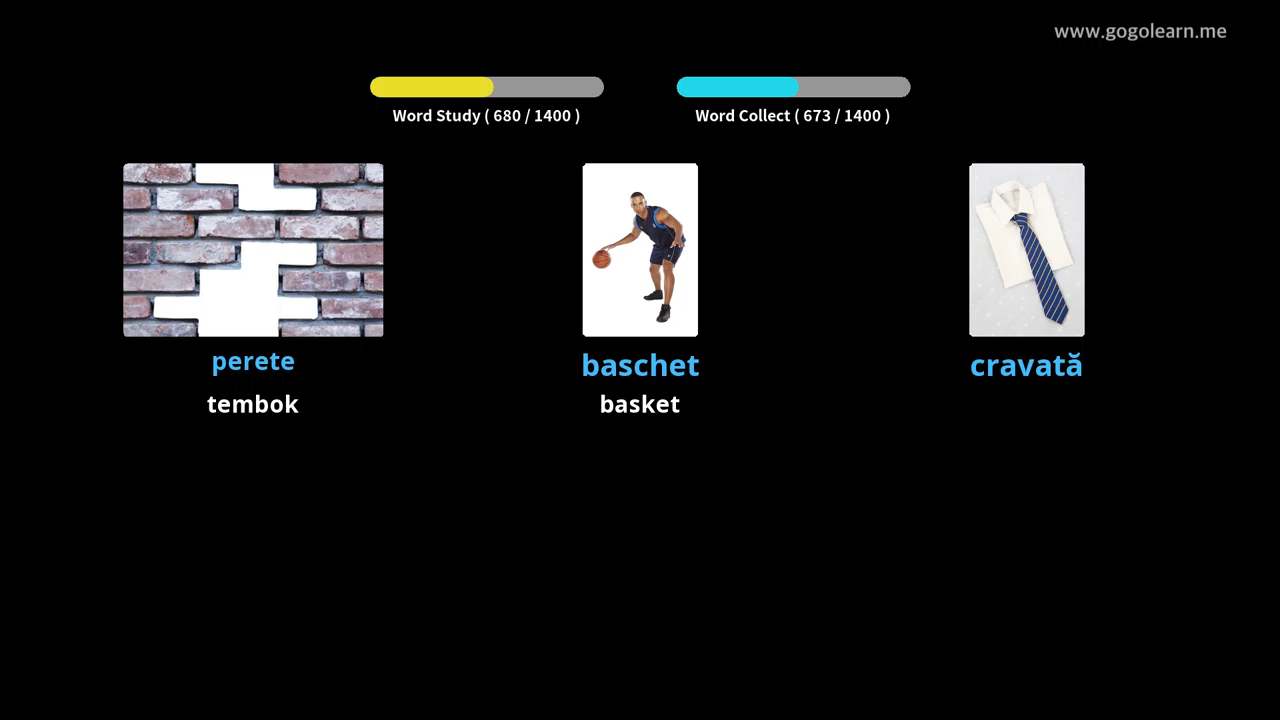 www.gogolearn.me
Word Study ( 680 / 1400 )
Word Collect ( 673 / 1400 )
perete
baschet
cravată
tembok
basket